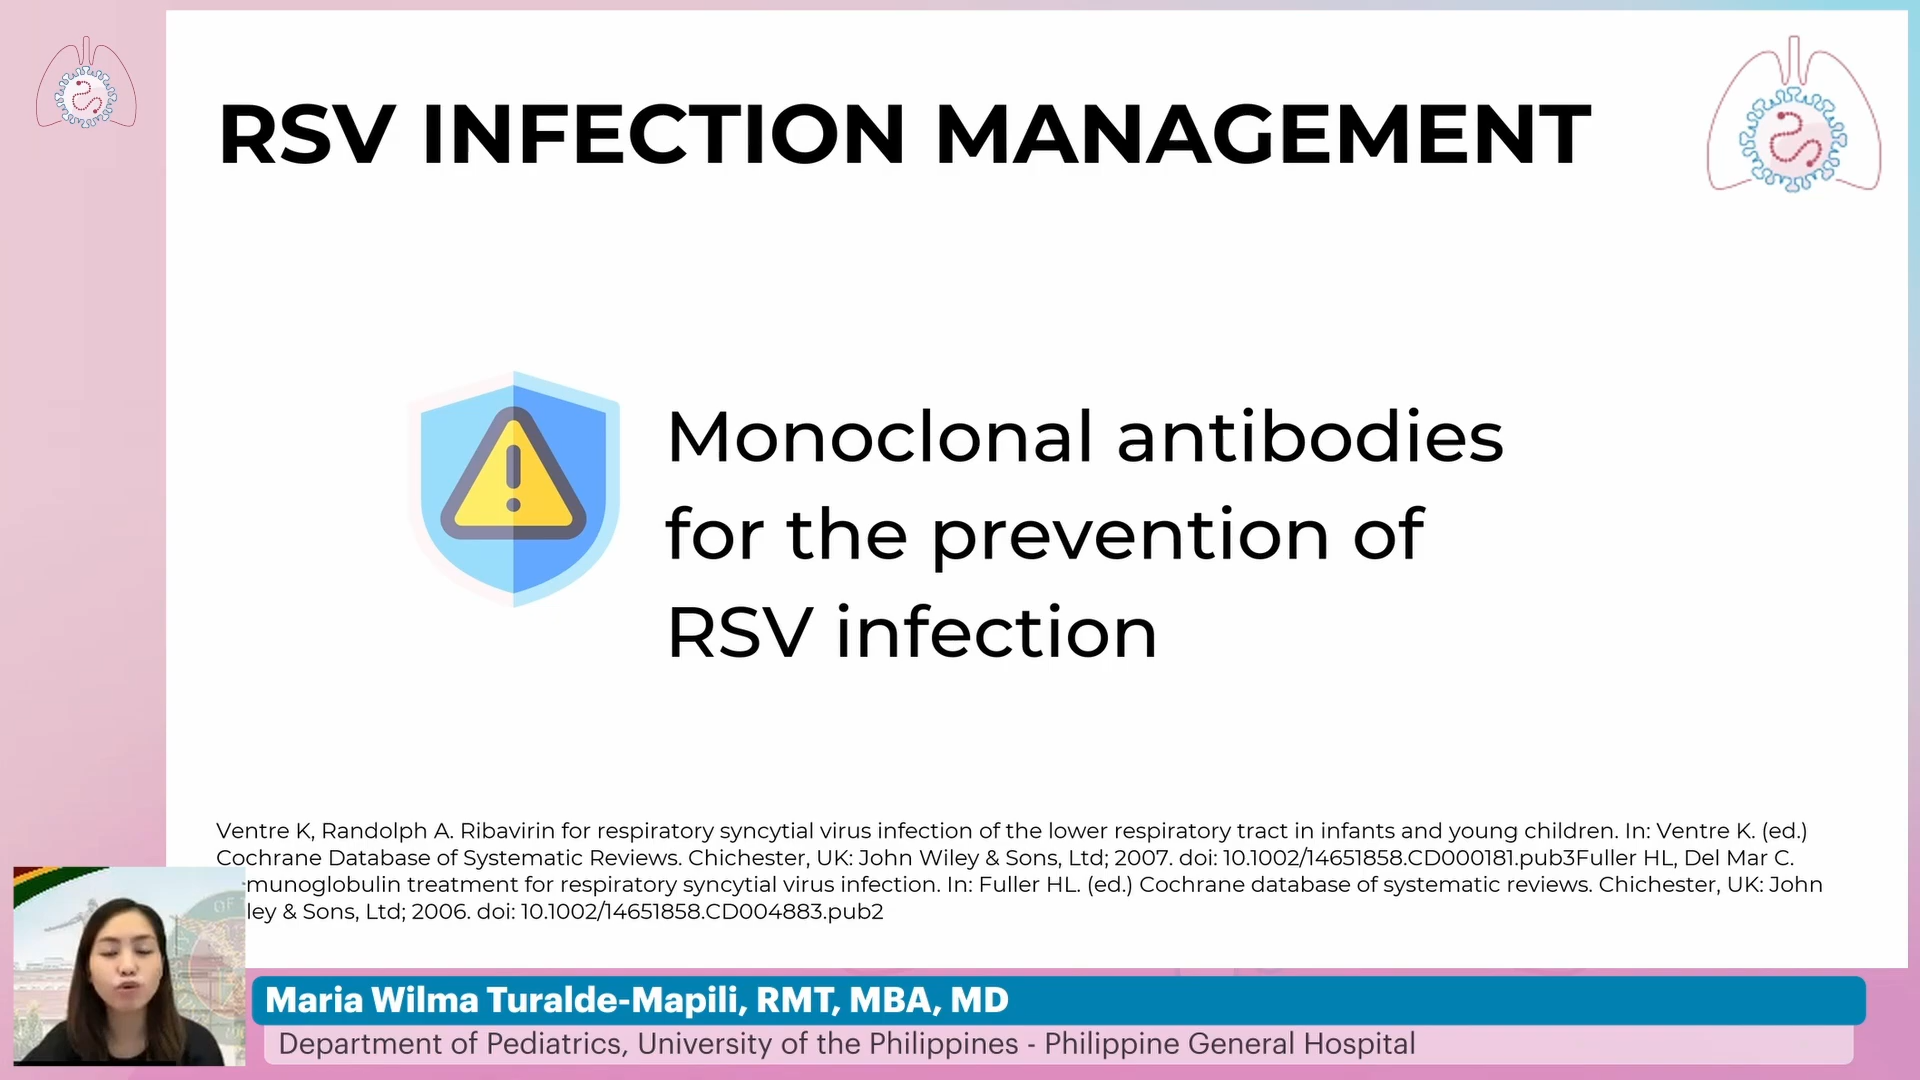 RSV INFECTION MANAGEMENT
Monoclonal antibodies
for the prevention of
RSV infection
Ventre K, Randolph A. Ribavirin for respiratory syncytial virus infection of the lower respiratory tract in infants and young children. In: Ventre K. (ed.)
Cochrane Database of Systematic Reviews. Chichester, UK: John Wiley & Sons, Ltd; 2007. doi: 10.1002/14651858.CD000181.pub3Fuller HL, Del Mar C.
munoglobulin treatment for respiratory syncytial virus infection. In: Fuller HL. (ed.) Cochrane database of systematic reviews. Chichester, UK: John
ley & Sons, Ltd; 2006. doi: 10.1002/14651858.CD004883.pub2
Maria Wilma Turalde-Mapili, RMT, MBA, MD
Department of Pediatrics, University of the Philippines - Philippine General Hospital